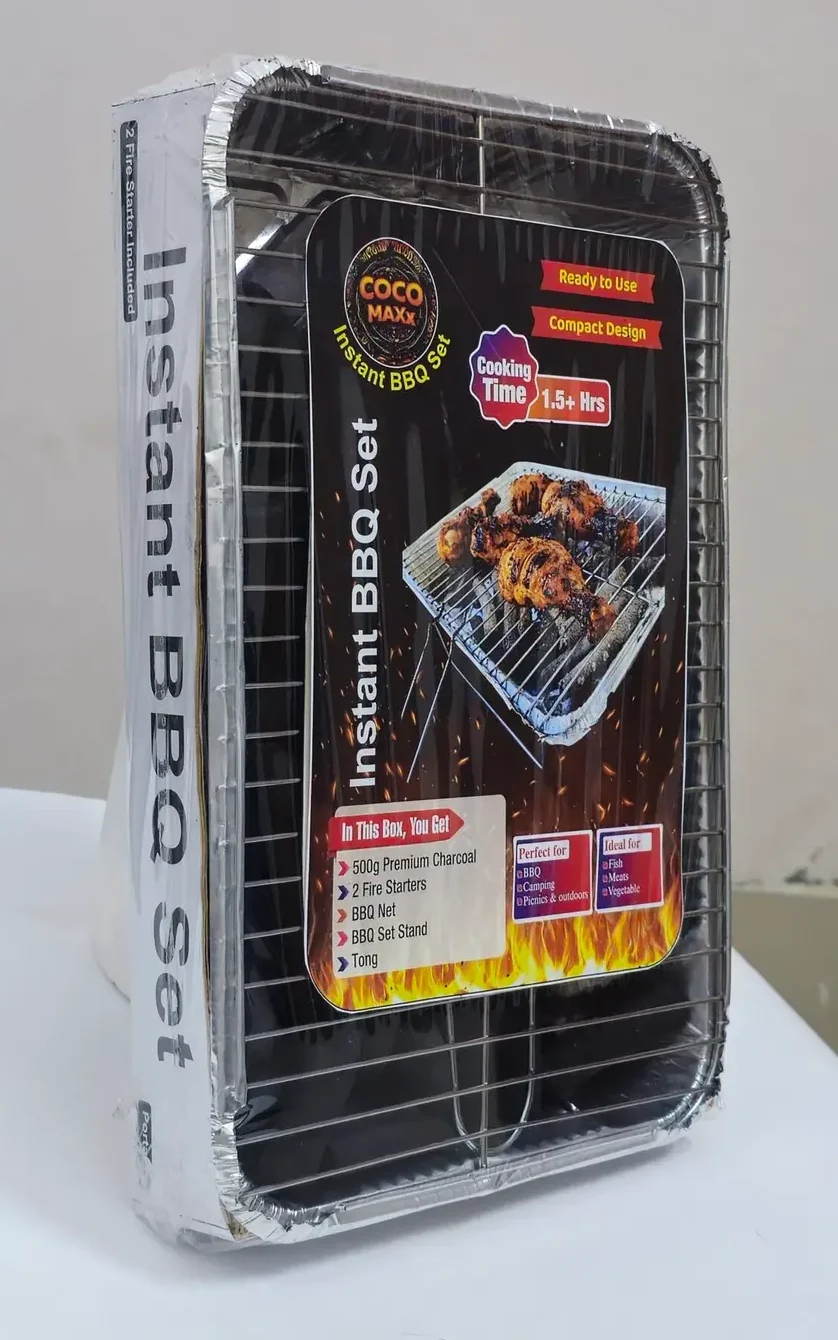 2 Fire Starter Included
Instant BBQ Set
COCO
MAXx
Instant BBQ Set
Ready to Use
Compact Design
Cooking
Time
1.5+ Hrs
Instant BBQ Set
In This Box, You Get
500g Premium Charcoal
2 Fire Starters
BBQ Net
BBQ Set Stand
Tong
Perfect for
BBQ
Camping
Picnics & outdoors
Ideal for
Fish
Meats
Vegetable